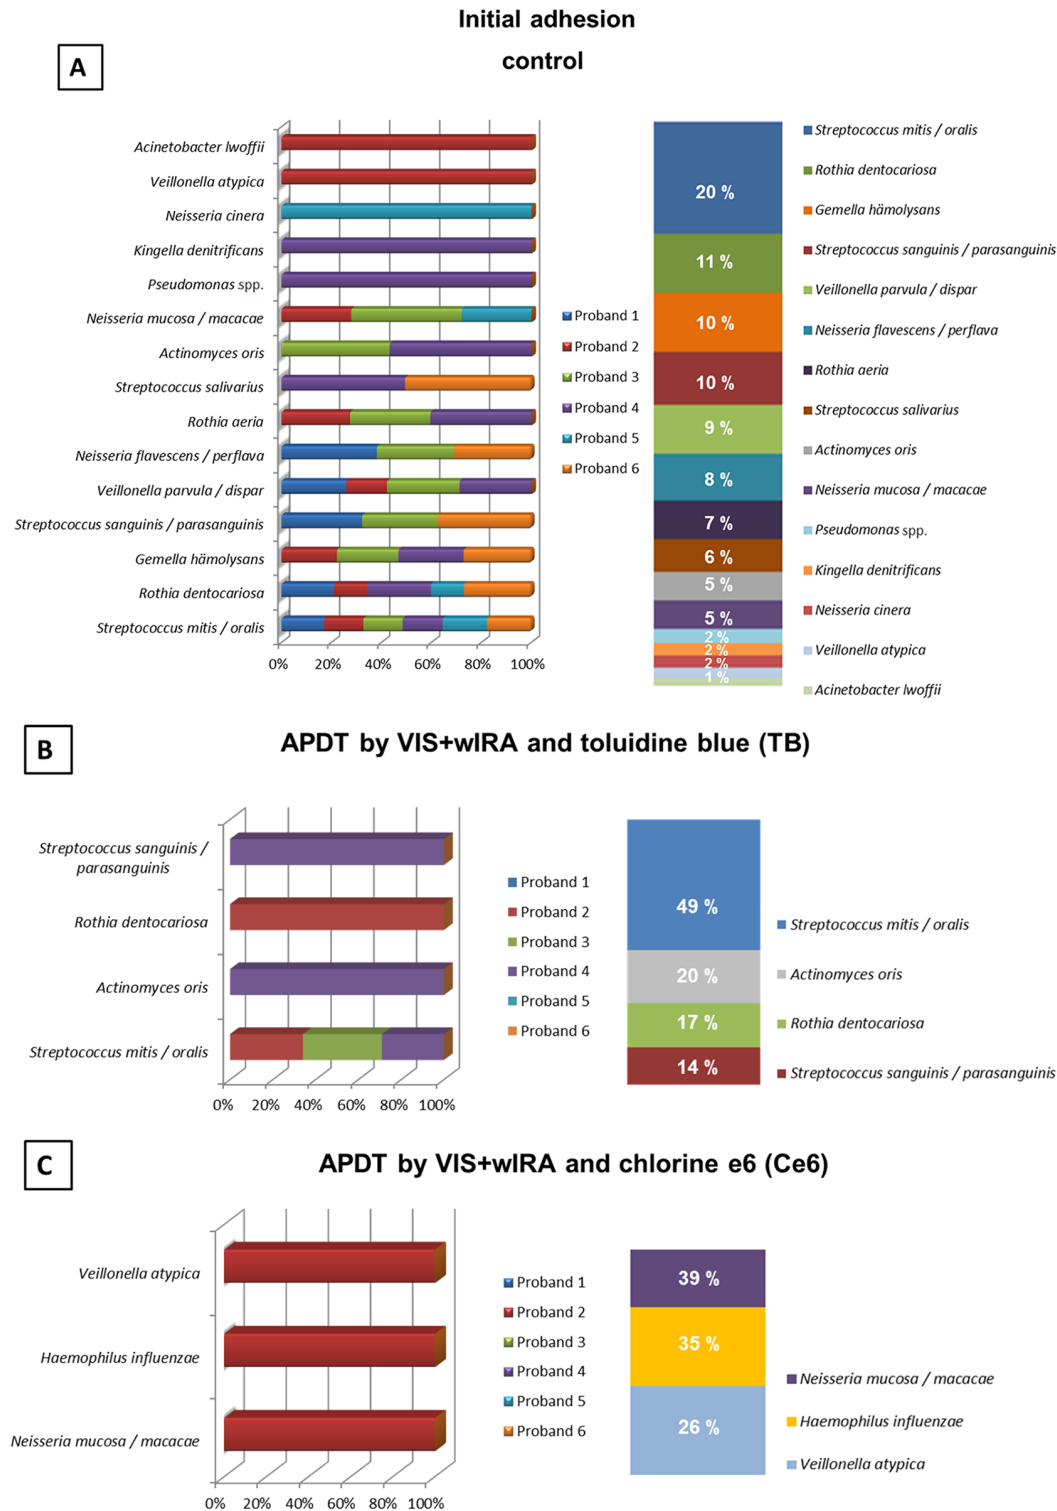 Initial adhesion
control
A
Acinetobacter lwoffii
Veillonella atypica
Neisseria cinera
Kingella denitrificans
Pseudomonas spp.
Neisseria mucosa / macacae
Actinomyces oris
Streptococcus salivarius
Rothia aeria
Neisseria flavescens / perflava
Veillonella parvula / dispar
Streptococcus sanguinis / parasanguinis
Gemella hämolysans
Rothia dentocariosa
Streptococcus mitis / oralis
0% 20% 40% 60% 80% 100%
Proband 1
Proband 2
Proband 3
Proband 4
Proband 5
Proband 6
20 %
11 %
10 %
10 %
9 %
8 %
7 %
6 %
5 %
5 %
2 %
2 %
2 %
1 %
Streptococcus mitis / oralis
Rothia dentocariosa
Gemella hämolysans
Streptococcus sanguinis / parasanguinis
Veillonella parvula / dispar
Neisseria flavescens / perflava
Rothia aeria
Streptococcus salivarius
Actinomyces oris
Neisseria mucosa / macacae
Pseudomonas spp.
Kingella denitrificans
Neisseria cinera
Veillonella atypica
Acinetobacter lwoffii
B
APDT by VIS+wIRA and toluidine blue (TB)
Streptococcus sanguinis /
parasanguinis
Rothia dentocariosa
Actinomyces oris
Streptococcus mitis / oralis
0% 20% 40% 60% 80% 100%
Proband 1
Proband 2
Proband 3
Proband 4
Proband 5
Proband 6
49 %
20 %
17 %
14 %
Streptococcus mitis / oralis
Actinomyces oris
Rothia dentocariosa
Streptococcus sanguinis / parasanguinis
C
APDT by VIS+wIRA and chlorine e6 (Ce6)
Veillonella atypica
Haemophilus influenzae
Neisseria mucosa / macacae
0% 20% 40% 60% 80% 100%
Proband 1
Proband 2
Proband 3
Proband 4
Proband 5
Proband 6
39 %
35 %
26 %
Neisseria mucosa / macacae
Haemophilus influenzae
Veillonella atypica